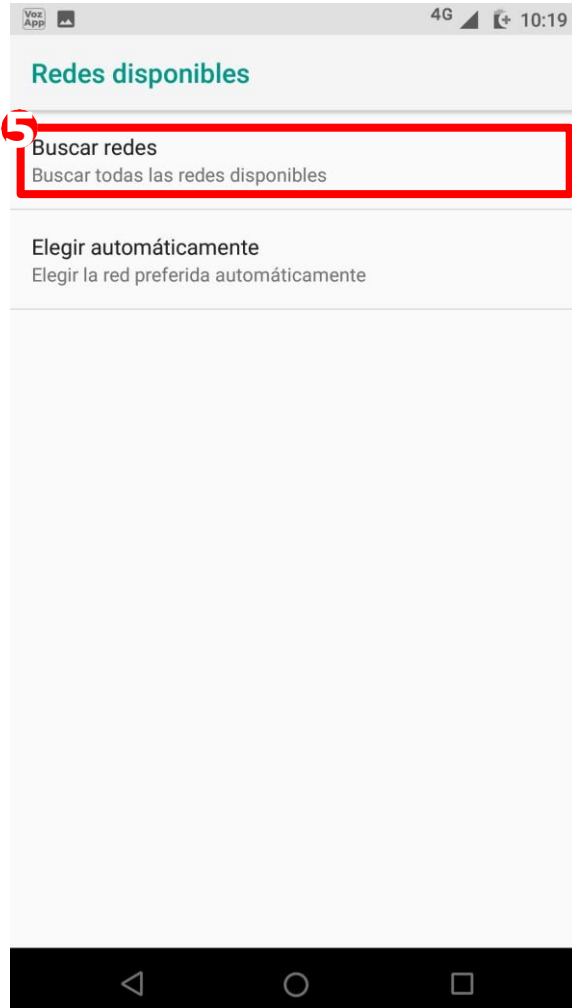 Voz App 4G 10:19
Redes disponibles
5
Buscar redes
Buscar todas las redes disponibles
Elegir automáticamente
Elegir la red preferida automáticamente